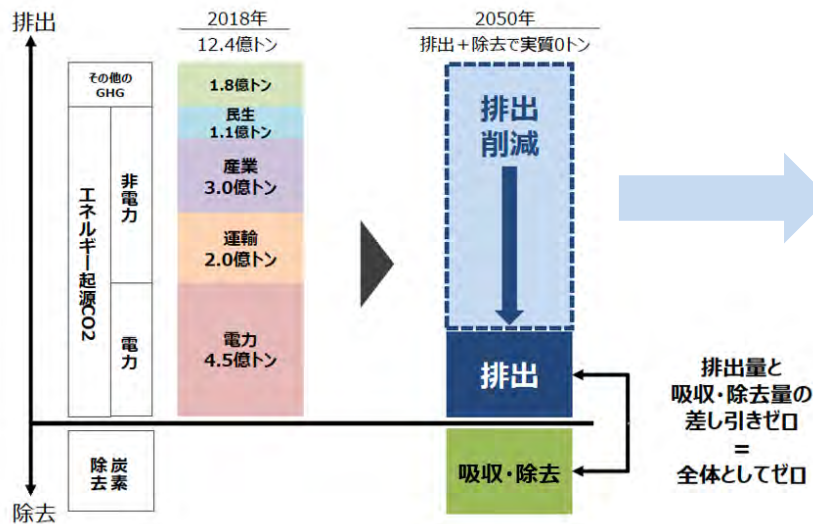 排出
2018年
12.4億トン
2050年
排出+除去で実質0トン
その他の
GHG
1.8億トン
民生
1.1億トン
エネルギー起源CO2
非電力
産業
3.0億トン
運輸
2.0億トン
電力
電力
4.5億トン
排出
削減
排出
排出量と
吸収・除去量の
差し引きゼロ
=
全体としてゼロ
炭素
除去
吸収・除去
除去